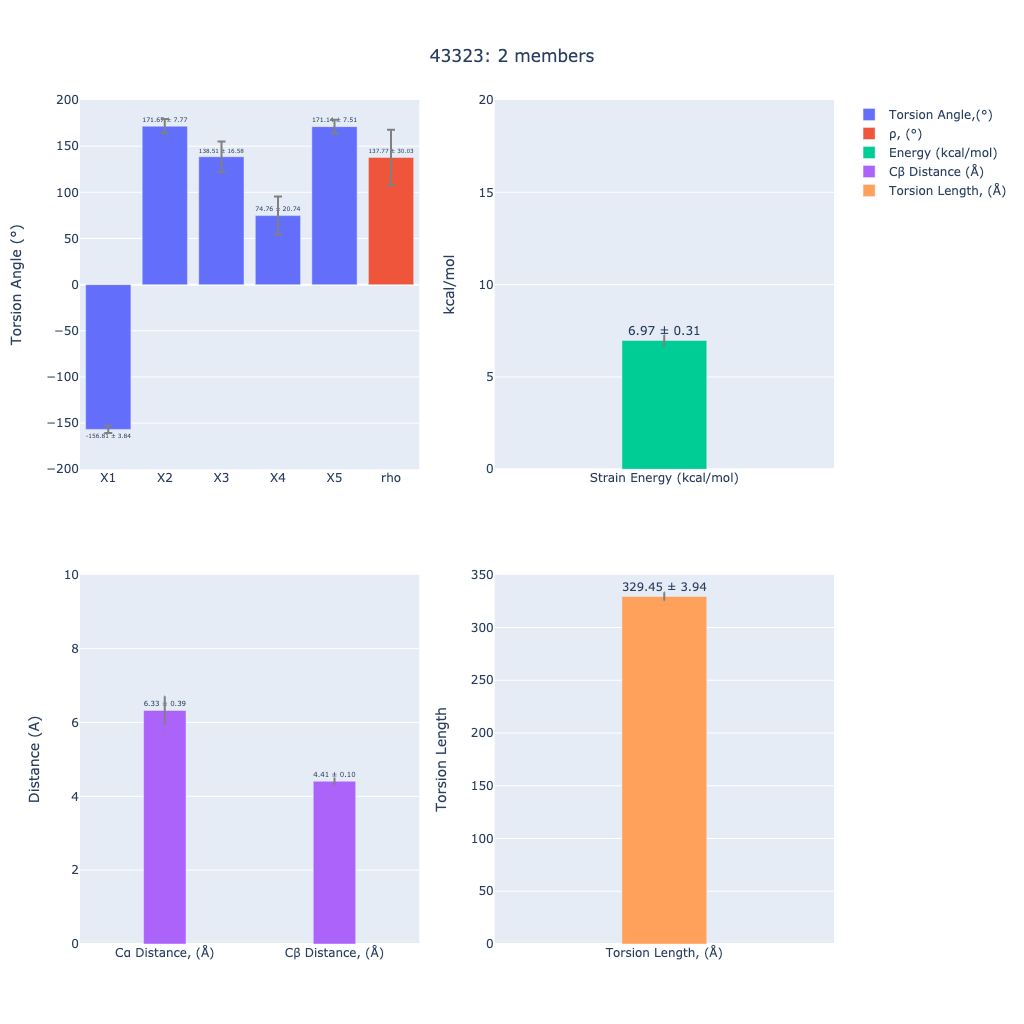 43323: 2 members
Torsion Angle (°)
200
150
100
50
0
−50
−100
−150
−200
-156.81 ± 3.84
171.67 ± 7.77
138.51 ± 16.58
74.76 ± 20.74
171.14 ± 7.51
137.77 ± 30.03
X1 X2 X3 X4 X5 rho
kcal/mol
20
15
10
5
0
6.97 ± 0.31
Strain Energy (kcal/mol)
Torsion Angle,(°)
ρ, (°)
Energy (kcal/mol)
Cβ Distance (Å)
Torsion Length, (Å)
Distance (A)
10
8
6
4
2
0
6.33 ± 0.39
4.41 ± 0.10
Cα Distance, (Å) Cβ Distance, (Å)
Torsion Length
350
300
250
200
150
100
50
0
329.45 ± 3.94
Torsion Length, (Å)